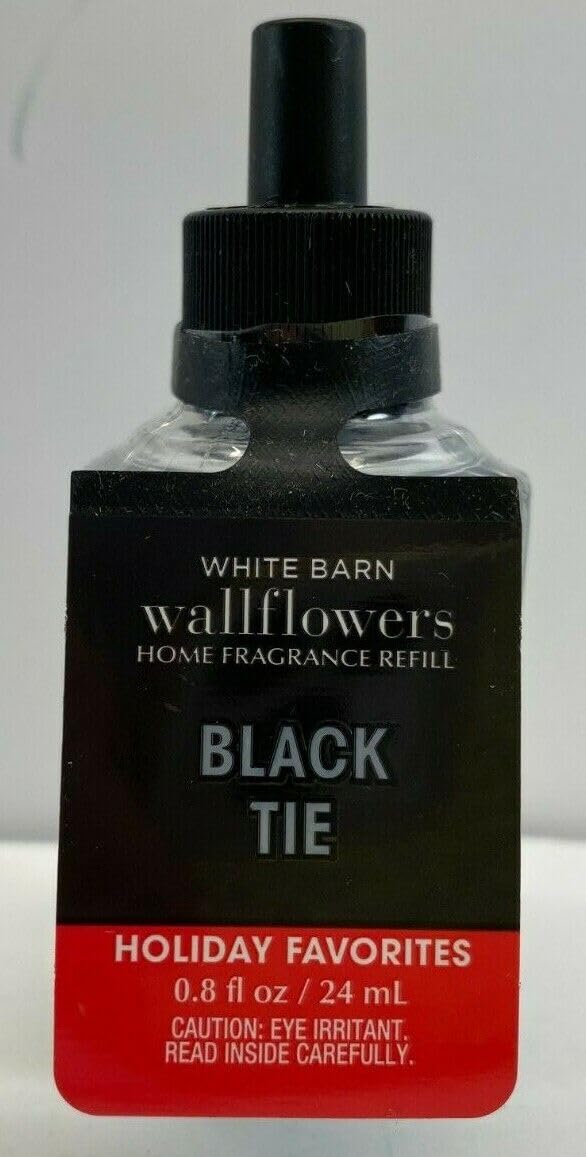 WHITE BARN
wallflowers
HOME FRAGRANCE REFILL
BLACK
TIE
HOLIDAY FAVORITES
0.8 fl oz / 24 mL
CAUTION: EYE IRRITANT.
READ INSIDE CAREFULLY.